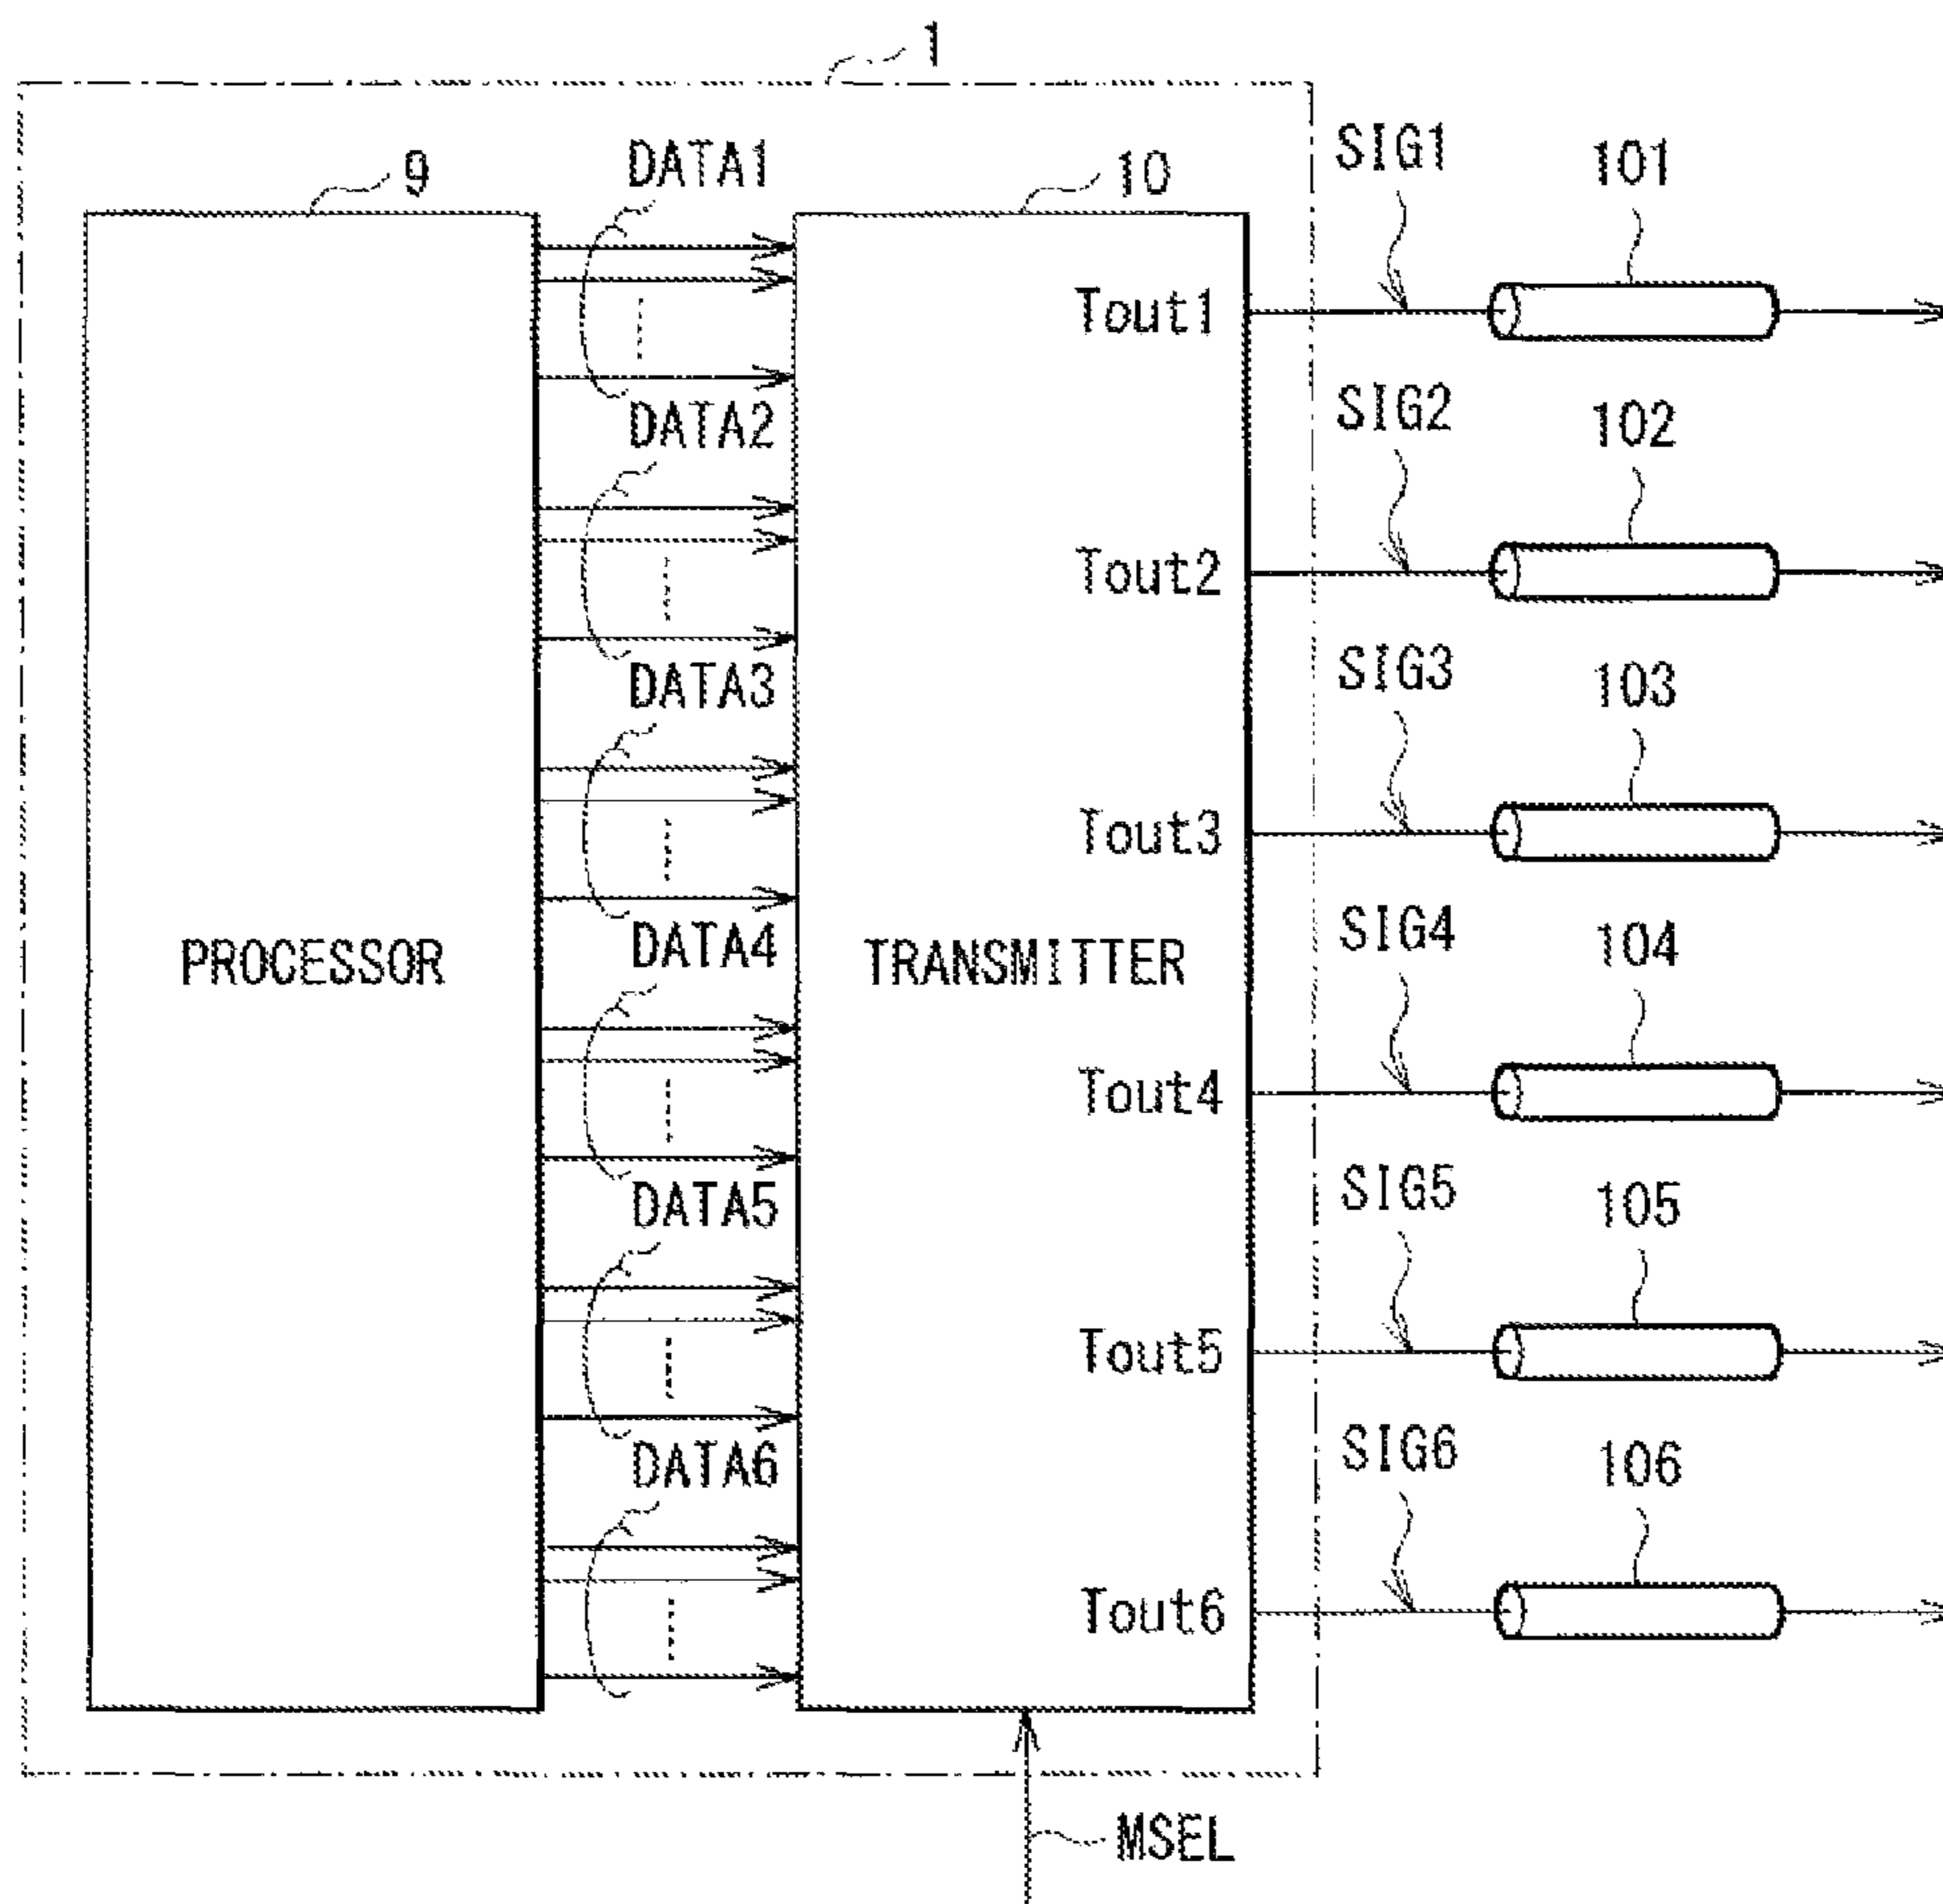 1
9
DATA1
10
SIG1
101
Tout1
DATA2
SIG2
102
Tout2
DATA3
SIG3
103
Tout3
DATA4
SIG4
104
PROCESSOR
TRANSMITTER
Tout4
DATA5
SIG5
105
Tout5
DATA6
SIG6
106
Tout6
MSEL